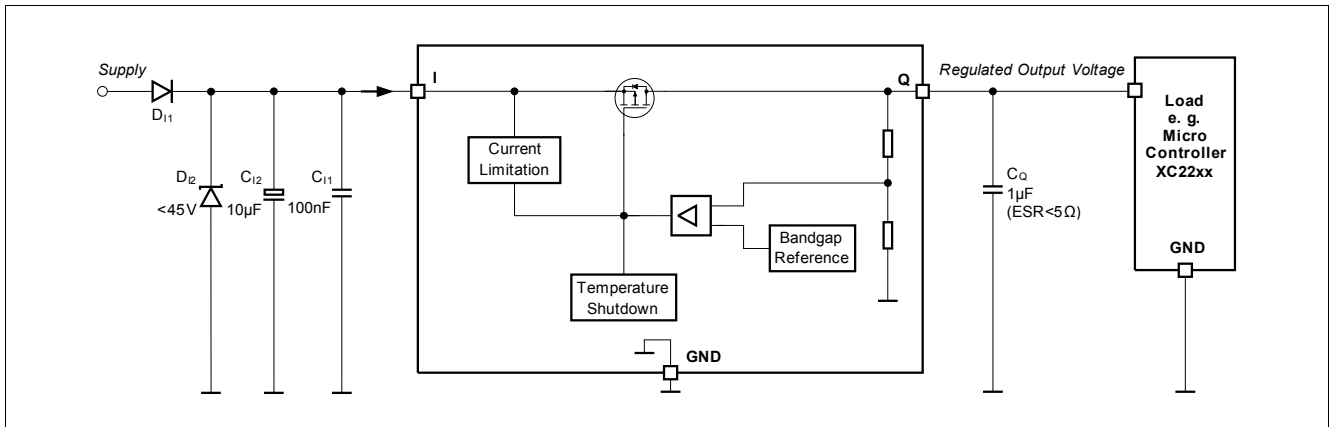 Supply
D_I1
D_I2
<45V
C_I2
10µF
C_I1
100nF
I
Current
Limitation
Temperature
Shutdown
Bandgap
Reference
GND
Q
Regulated Output Voltage
C_Q
1µF
(ESR<5Ω)
Load
e. g.
Micro
Controller
XC22xx
GND